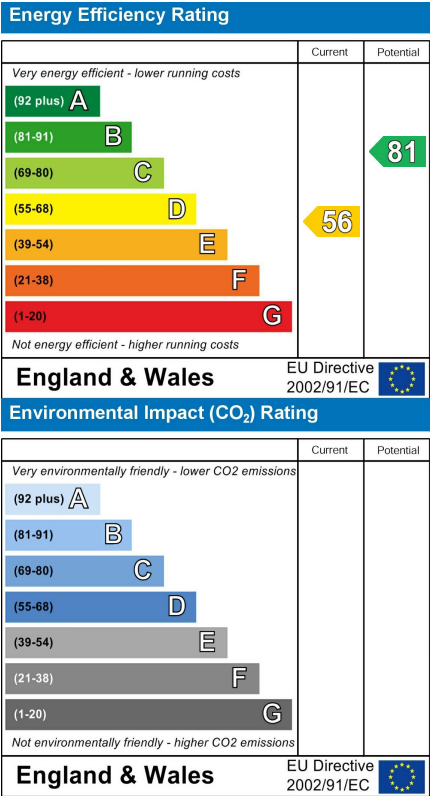 Energy Efficiency Rating
Current Potential
Very energy efficient - lower running costs
(92 plus) A
(81-91) B
81
(69-80) C
(55-68) D
56
(39-54) E
(21-38) F
(1-20) G
Not energy efficient - higher running costs
England & Wales
EU Directive
2002/91/EC
Environmental Impact (CO₂) Rating
Current Potential
Very environmentally friendly - lower CO2 emissions
(92 plus) A
(81-91) B
(69-80) C
(55-68) D
(39-54) E
(21-38) F
(1-20) G
Not environmentally friendly - higher CO2 emissions
England & Wales
EU Directive
2002/91/EC